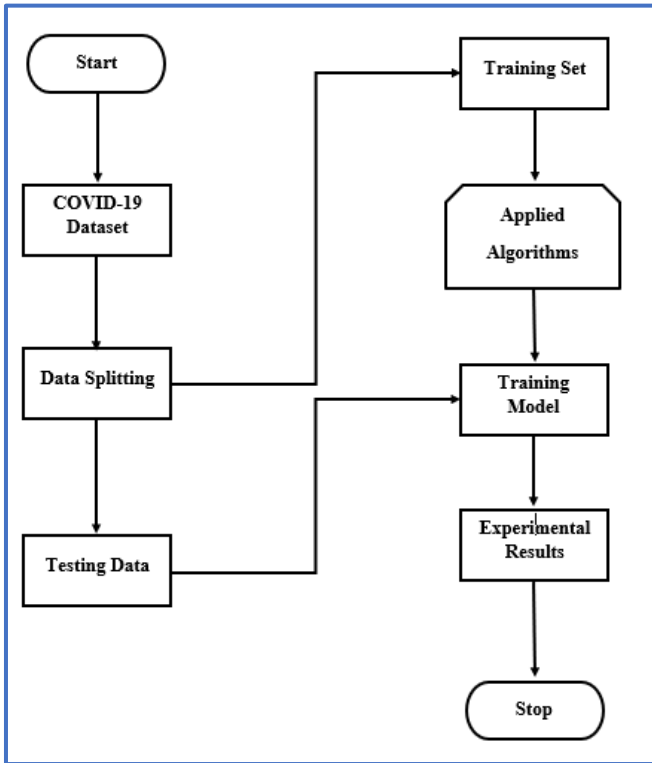 Start
COVID-19
Dataset
Data Splitting
Testing Data
Training Set
Applied
Algorithms
Training
Model
Experimental
Results
Stop